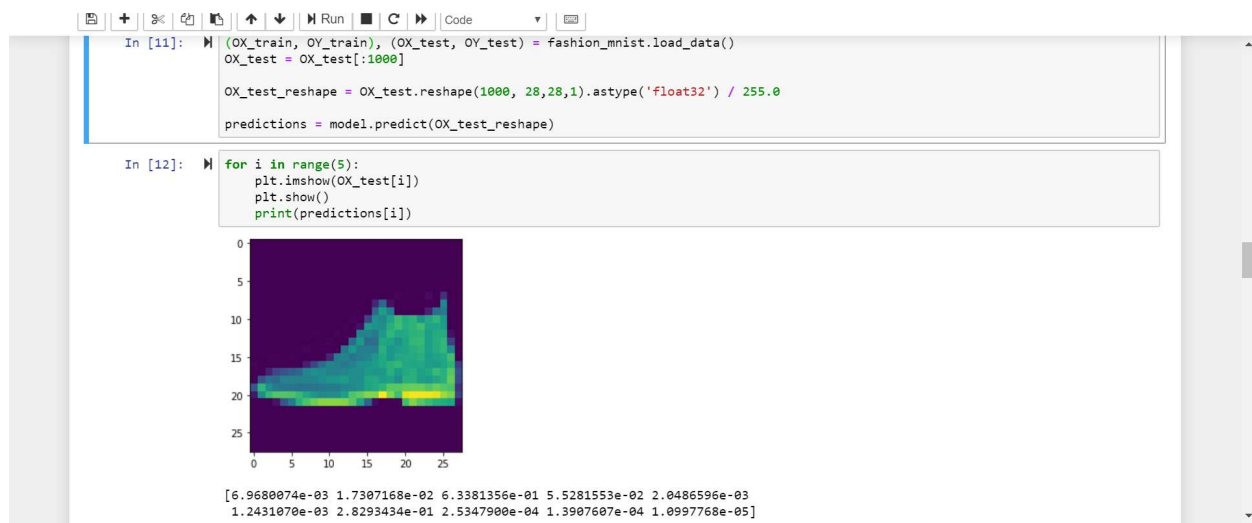 Run Code
In [11]: (OX_train, OY_train), (OX_test, OY_test) = fashion_mnist.load_data()
OX_test = OX_test[:1000]
OX_test_reshape = OX_test.reshape(1000, 28,28,1).astype('float32') / 255.0
predictions = model.predict(OX_test_reshape)
In [12]: for i in range(5):
plt.imshow(OX_test[i])
plt.show()
print(predictions[i])
0
5
10
15
20
25
0 5 10 15 20 25
[6.9680074e-03 1.7307168e-02 6.3381356e-01 5.5281553e-02 2.0486596e-03
1.2431070e-03 2.8293434e-01 2.5347900e-04 1.3907607e-04 1.0997768e-05]